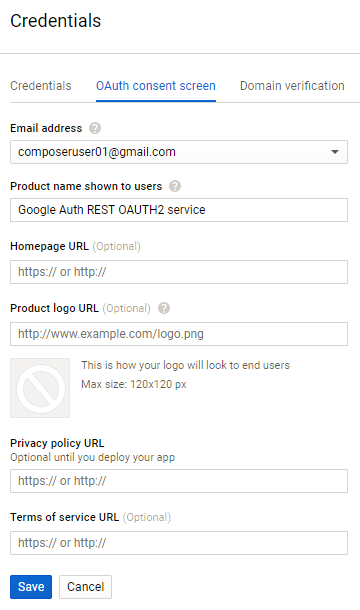 Credentials
Credentials OAuth consent screen Domain verification
Email address ?
composeruser01@gmail.com
Product name shown to users ?
Google Auth REST OAUTH2 service
Homepage URL (Optional)
https:// or http://
Product logo URL (Optional) ?
http://www.example.com/logo.png
This is how your logo will look to end users
Max size: 120x120 px
Privacy policy URL
Optional until you deploy your app
https:// or http://
Terms of service URL (Optional)
https:// or http://
Save Cancel